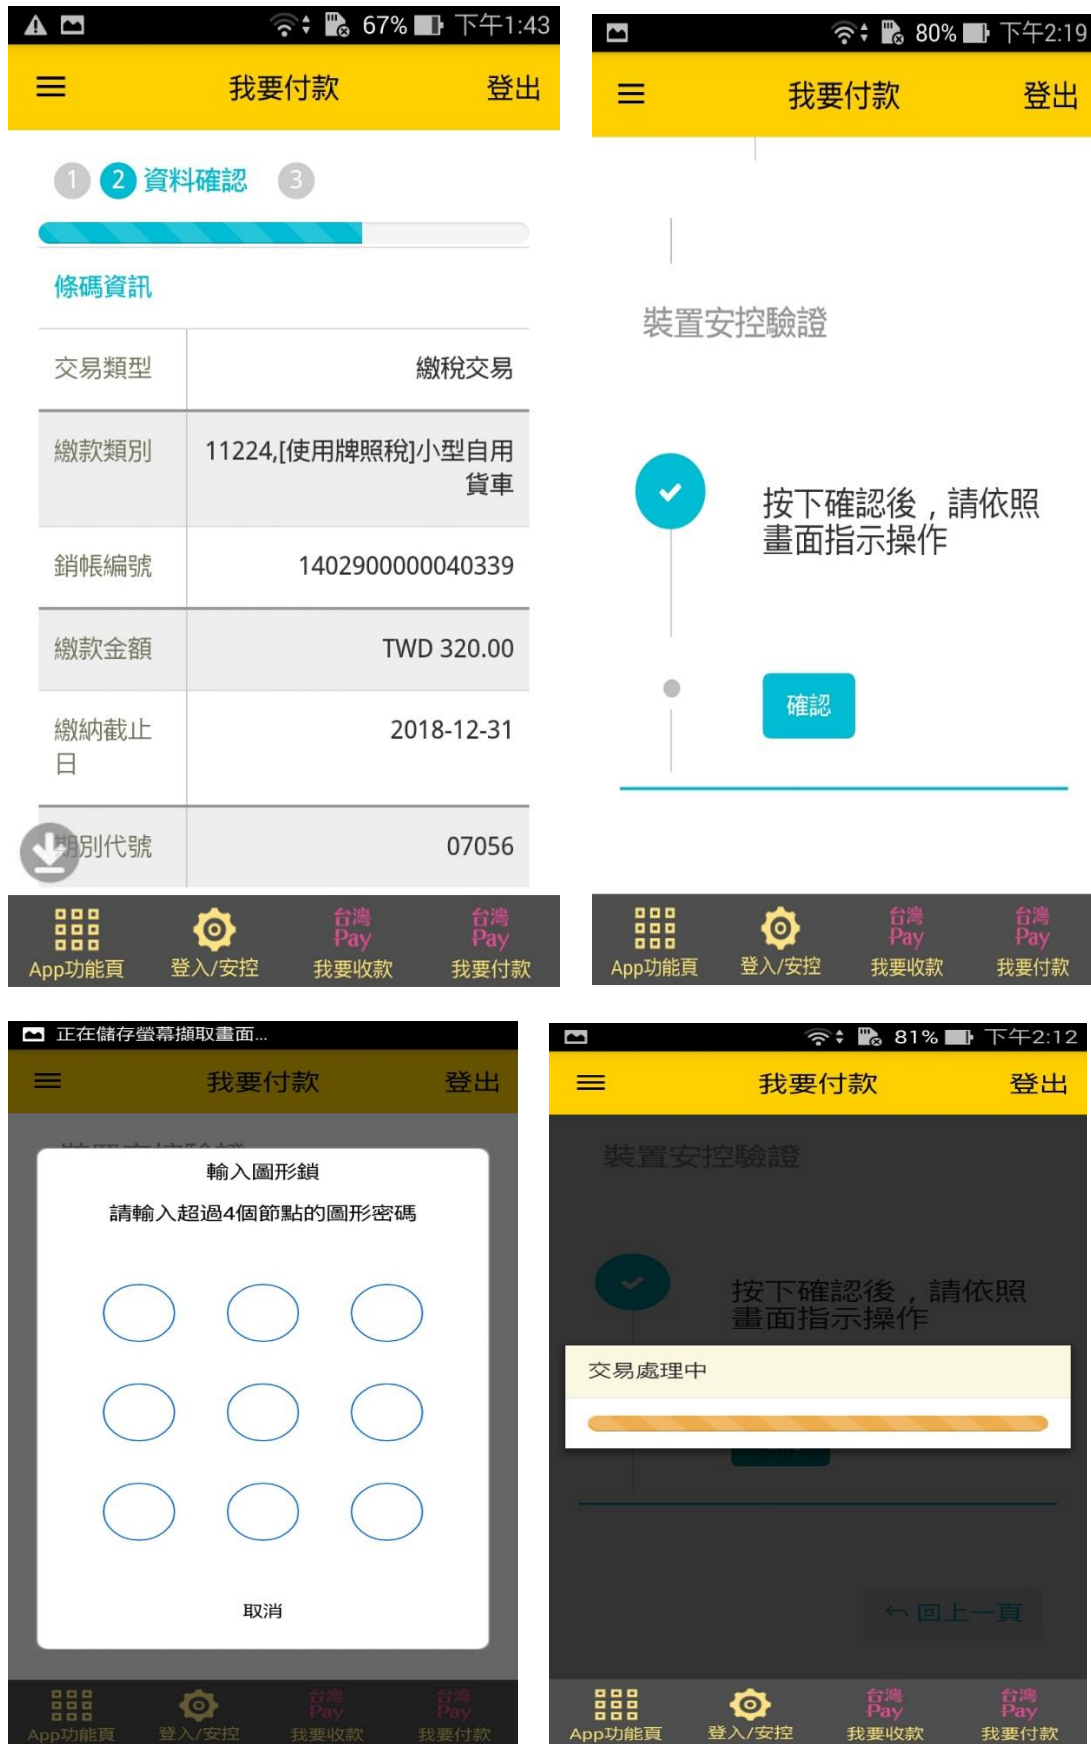 67% 下午1:43
我要付款 登出
1 2 資料確認 3
條碼資訊
交易類型 繳稅交易
繳款類別 11224,[使用牌照稅]小型自用
貨車
銷帳編號 1402900000040339
繳款金額 TWD 320.00
繳納截止 2018-12-31
日
期別代號 07056
台灣 台灣
Pay Pay
App功能頁 登入/安控 我要收款 我要付款
80% 下午2:19
我要付款 登出
裝置安控驗證
按下確認後，請依照
畫面指示操作
確認
台灣 台灣
Pay Pay
App功能頁 登入/安控 我要收款 我要付款
正在儲存螢幕擷取畫面...
我要付款 登出
輸入圖形鎖
請輸入超過4個節點的圖形密碼
取消
台灣 台灣
Pay Pay
App功能頁 登入/安控 我要收款 我要付款
81% 下午2:12
我要付款 登出
裝置安控驗證
按下確認後，請依照
畫面指示操作
交易處理中
回上一頁
台灣 台灣
Pay Pay
App功能頁 登入/安控 我要收款 我要付款